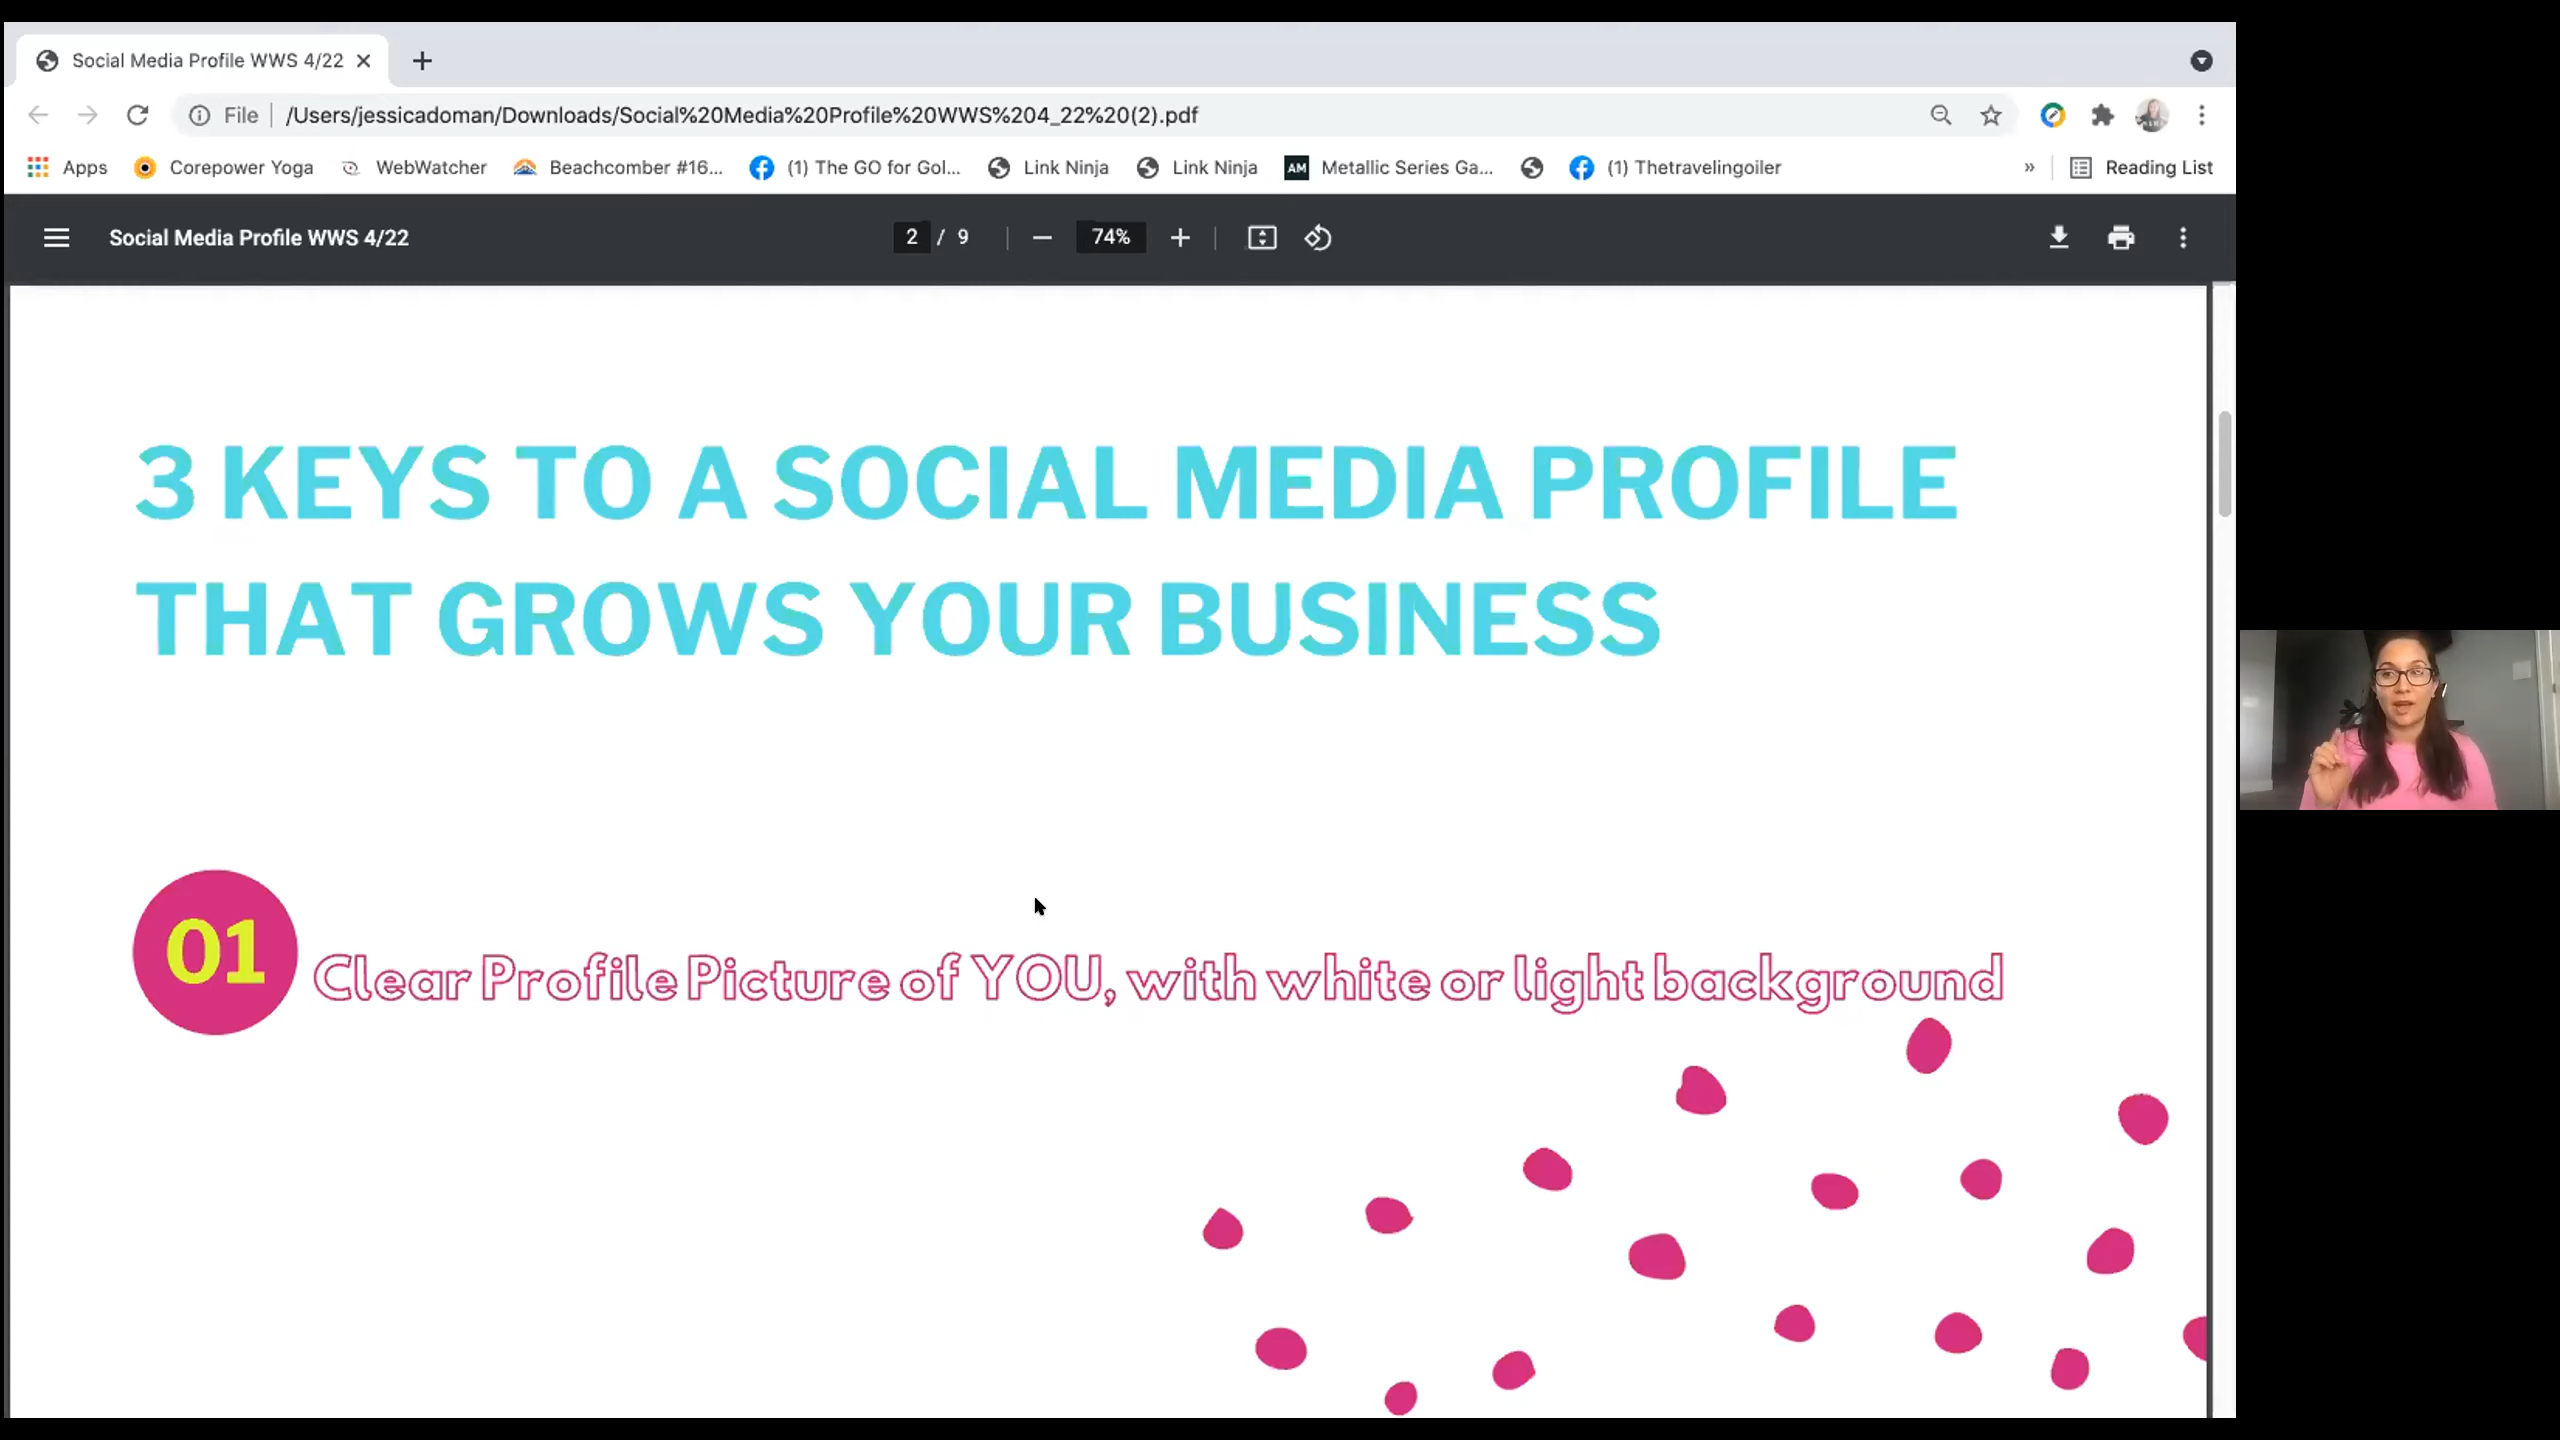 Social Media Profile WWS 4/22
File
/Users/jessicadoman/Downloads/Social%20Media%20Profile%20WWS%204_22%20(2).pdf
Apps
Corepower Yoga
WebWatcher
Beachcomber #16...
(1) The GO for Gol...
Link Ninja
Link Ninja
AM
Metallic Series Ga...
(1) Thetravelingoiler
»
Reading List
Social Media Profile WWS 4/22
2 / 9
74%
3 KEYS TO A SOCIAL MEDIA PROFILE
THAT GROWS YOUR BUSINESS
01
Clear Profile Picture of YOU, with white or light background